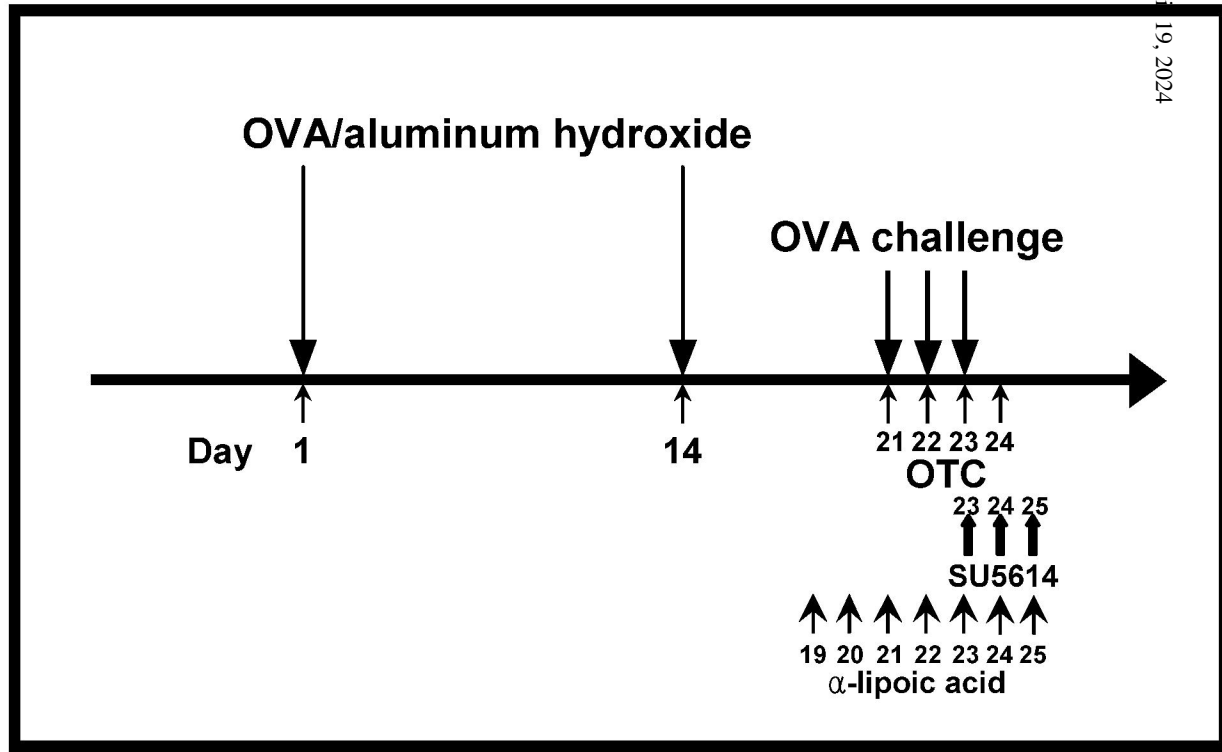 19, 2024
OVA/aluminum hydroxide
OVA challenge
Day 1 14 21 22 23 24
OTC
23 24 25
SU5614
19 20 21 22 23 24 25
α-lipoic acid